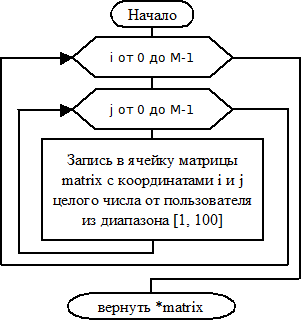 Начало
i от 0 до M-1
j от 0 до M-1
Запись в ячейку матрицы
matrix с координатами i и j
целого числа от пользователя
из диапазона [1, 100]
вернуть *matrix